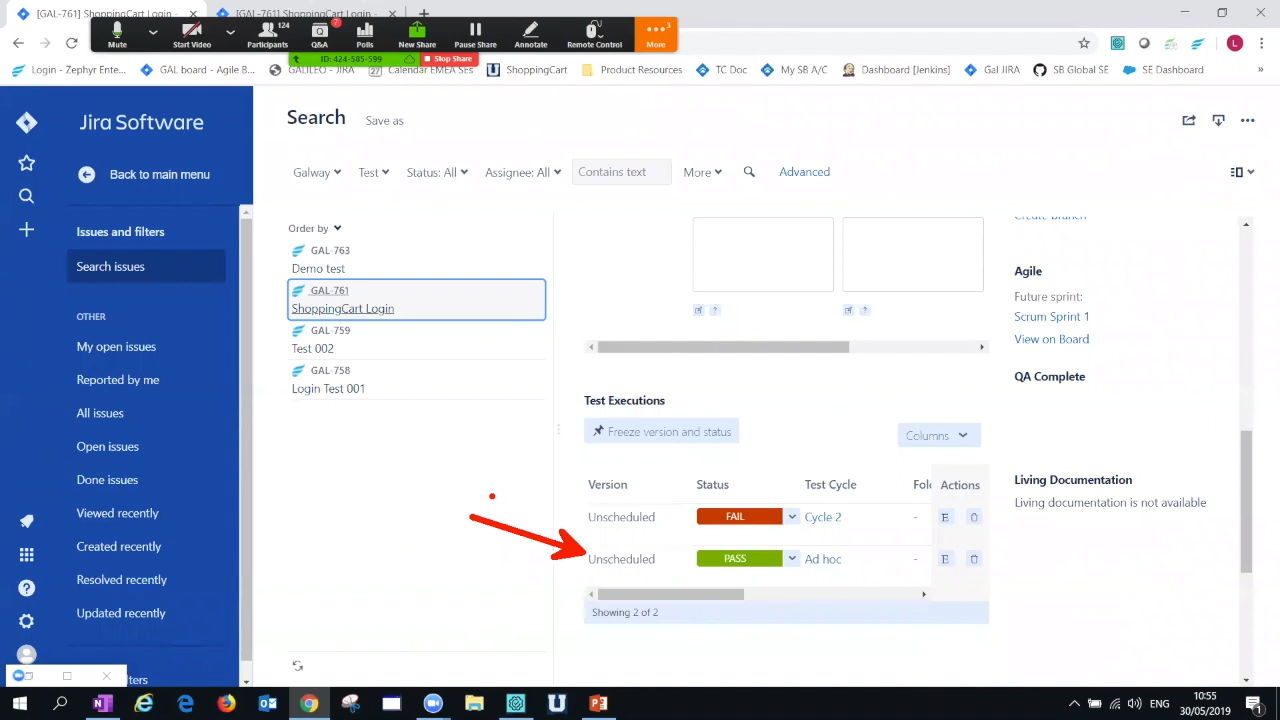 [GAL-761] ShoppingCart Login
[GAL-761] ShoppingCart Login -
Mute
Start Video
124
Participants
7
Q&A
Polls
New Share
Pause Share
Annotate
Remote Control
3
More
ID: 424-585-599
Stop Share
L
Login - Zephyr Ente...
GAL board - Agile B...
GALILEO - JIRA
Calendar EMEA SEs
ShoppingCart
Product Resources
TC Doc
My SB A/C
Dashboard [Jenkins]
Gal JIRA
SB Global SE
SE Dashboard
»
Jira Software
Back to main menu
Issues and filters
Search issues
OTHER
My open issues
Reported by me
All issues
Open issues
Done issues
Viewed recently
Created recently
Resolved recently
Updated recently
Search
Save as
Galway
Test
Status: All
Assignee: All
Contains text
More
Advanced
Order by
GAL-763
Demo test
GAL-761
ShoppingCart Login
GAL-759
Test 002
GAL-758
Login Test 001
Test Executions
Freeze version and status
Columns
Version Status Test Cycle Actions
Unscheduled FAIL Cycle 2 - E
Unscheduled PASS Ad hoc - E
Showing 2 of 2
Create branch
Agile
Future sprint:
Scrum Sprint 1
View on Board
QA Complete
Living Documentation
Living documentation is not available
ENG
10:55
30/05/2019
1